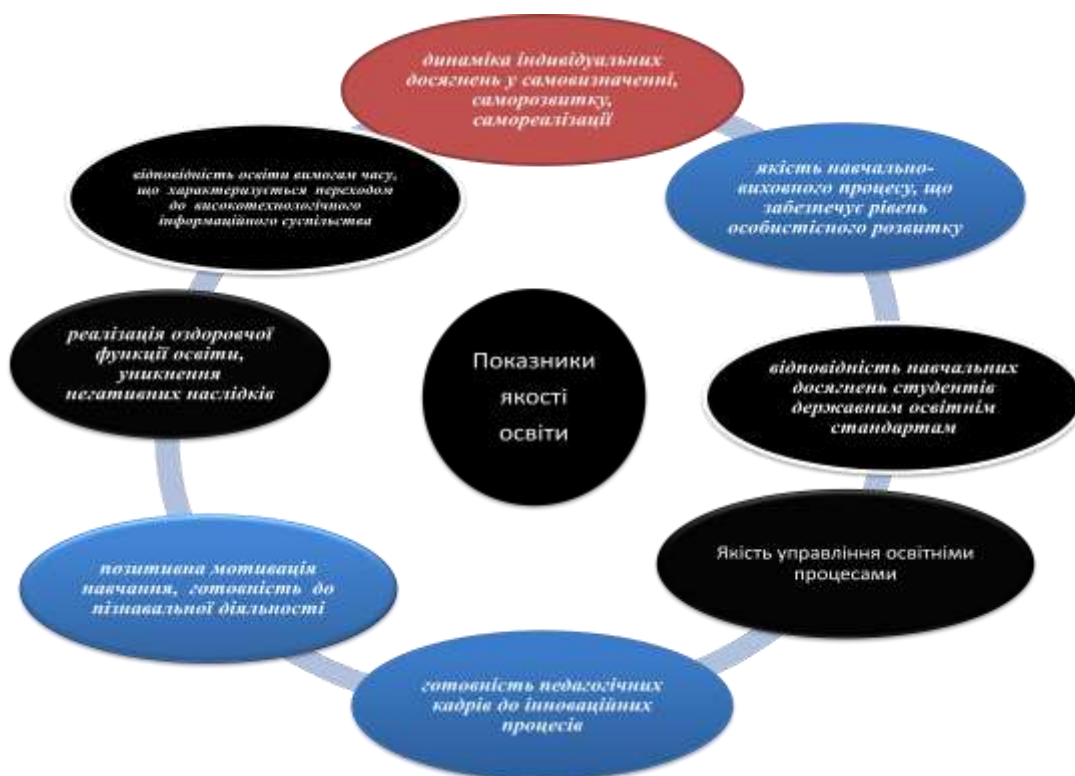 динаміка індивідуальних
досягнень у самовизначенні,
саморозвитку,
самореалізації
якість навчально-
виховного процесу, що
забезпечує рівень
особистісного розвитку
відповідність навчальних
досягнень студентів
державним освітнім
стандартам
Якість управління освітніми
процесами
готовність педагогічних
кадрів до інноваційних
процесів
позитивна мотивація
навчання, готовність до
пізнавальної діяльності
реалізація оздоровчої
функції освіти,
уникнення
негативних наслідків
відповідність освіти вимогам часу,
що характеризується переходом
до високотехнологічного
інформаційного суспільства
Показники
якості
освіти